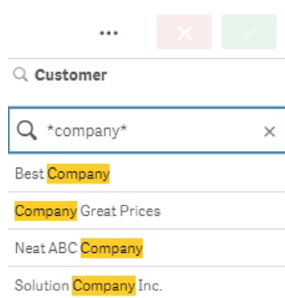 Customer
*company*
Best Company
Company Great Prices
Neat ABC Company
Solution Company Inc.